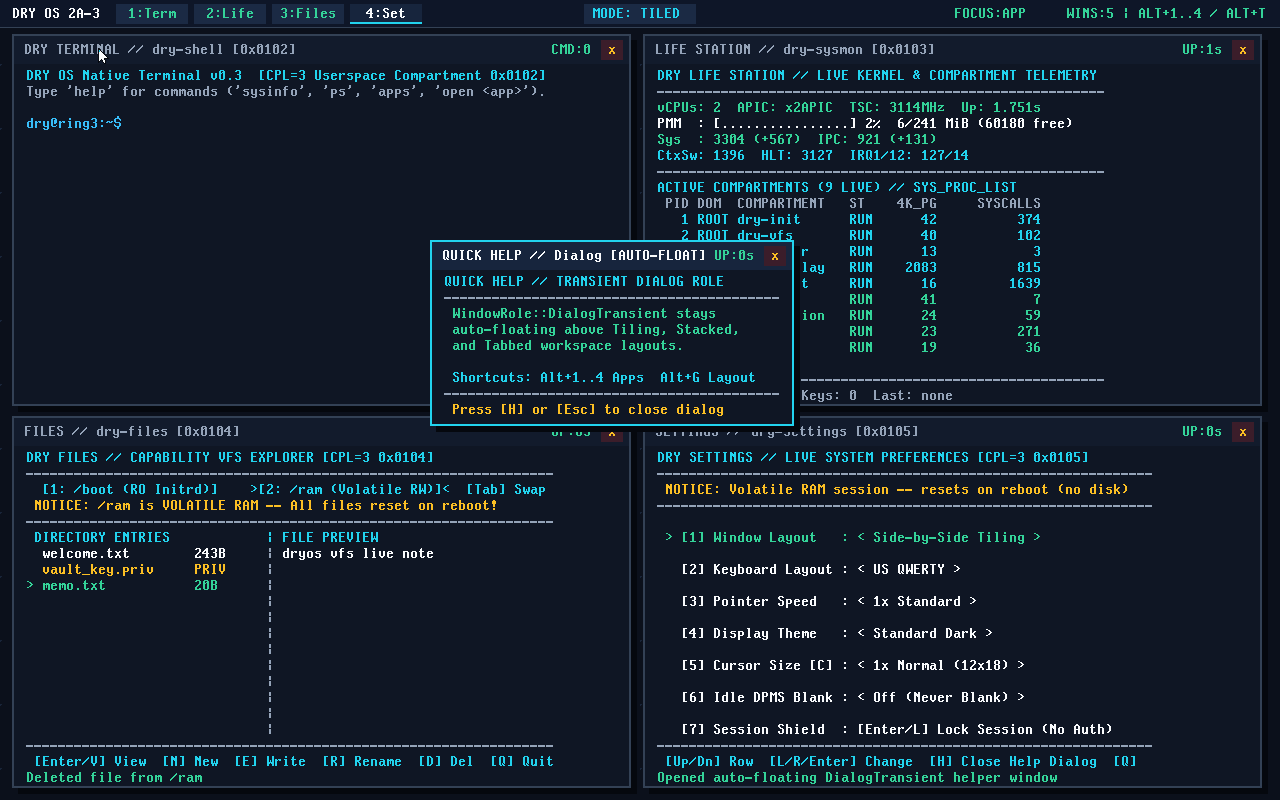 DRY OS 2A-3 1:Term 2:Life 3:Files 4:Set MODE: TILED FOCUS:APP WINS:5 ¦ ALT+1..4 / ALT+T
DRY TERMINAL // dry-shell [0x0102] CMD:0 x
DRY OS Native Terminal v0.3 [CPL=3 Userspace Compartment 0x0102]
Type 'help' for commands ('sysinfo', 'ps', 'apps', 'open <app>').
dry@ring3:~$
LIFE STATION // dry-sysmon [0x0103] UP:1s x
DRY LIFE STATION // LIVE KERNEL & COMPARTMENT TELEMETRY
vCPUs: 2 APIC: x2APIC TSC: 3114MHz Up: 1.751s
PMM : [................] 2% 6/241 MiB (60180 free)
Sys : 3304 (+567) IPC: 921 (+131)
CtxSw: 1396 HLT: 3127 IRQ1/12: 127/14
ACTIVE COMPARTMENTS (9 LIVE) // SYS_PROC_LIST
PID DOM COMPARTMENT ST 4K_PG SYSCALLS
1 ROOT dry-init RUN 42 374
2 ROOT dry-vfs RUN 40 102
r RUN 13 3
lay RUN 2083 815
t RUN 16 1639
RUN 41 7
ion RUN 24 59
RUN 23 271
RUN 19 36
Keys: 0 Last: none
QUICK HELP // Dialog [AUTO-FLOAT] UP:0s x
QUICK HELP // TRANSIENT DIALOG ROLE
WindowRole::DialogTransient stays
auto-floating above Tiling, Stacked,
and Tabbed workspace layouts.
Shortcuts: Alt+1..4 Apps Alt+G Layout
Press [H] or [Esc] to close dialog
FILES // dry-files [0x0104] x
DRY FILES // CAPABILITY VFS EXPLORER [CPL=3 0x0104]
[1: /boot (RO Initrd)] >[2: /ram (Volatile RW)]< [Tab] Swap
NOTICE: /ram is VOLATILE RAM -- All files reset on reboot!
DIRECTORY ENTRIES ¦ FILE PREVIEW
welcome.txt 243B ¦ dryos vfs live note
vault_key.priv PRIV ¦
> memo.txt 20B ¦
[Enter/V] View [N] New [E] Write [R] Rename [D] Del [Q] Quit
Deleted file from /ram
SETTINGS // dry-settings [0x0105] UP:0s x
DRY SETTINGS // LIVE SYSTEM PREFERENCES [CPL=3 0x0105]
NOTICE: Volatile RAM session -- resets on reboot (no disk)
> [1] Window Layout : < Side-by-Side Tiling >
[2] Keyboard Layout : < US QWERTY >
[3] Pointer Speed : < 1x Standard >
[4] Display Theme : < Standard Dark >
[5] Cursor Size [C] : < 1x Normal (12x18) >
[6] Idle DPMS Blank : < Off (Never Blank) >
[7] Session Shield : [Enter/L] Lock Session (No Auth)
[Up/Dn] Row [L/R/Enter] Change [H] Close Help Dialog [Q]
Opened auto-floating DialogTransient helper window